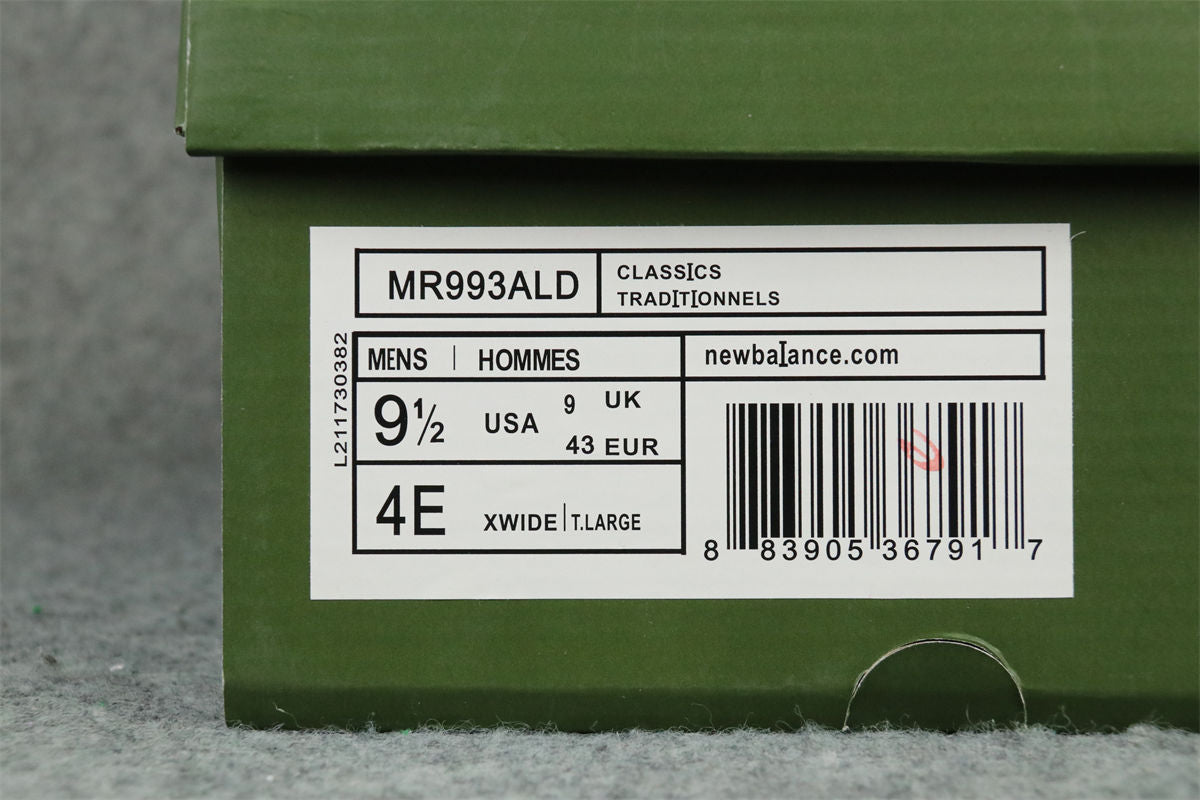 MR993ALD
CLASSICS
TRADITIONNELS
L211730382
MENS | HOMMES
newbalance.com
9½ USA 9 UK
43 EUR
4E XWIDE | T.LARGE
8 83905 36791 7